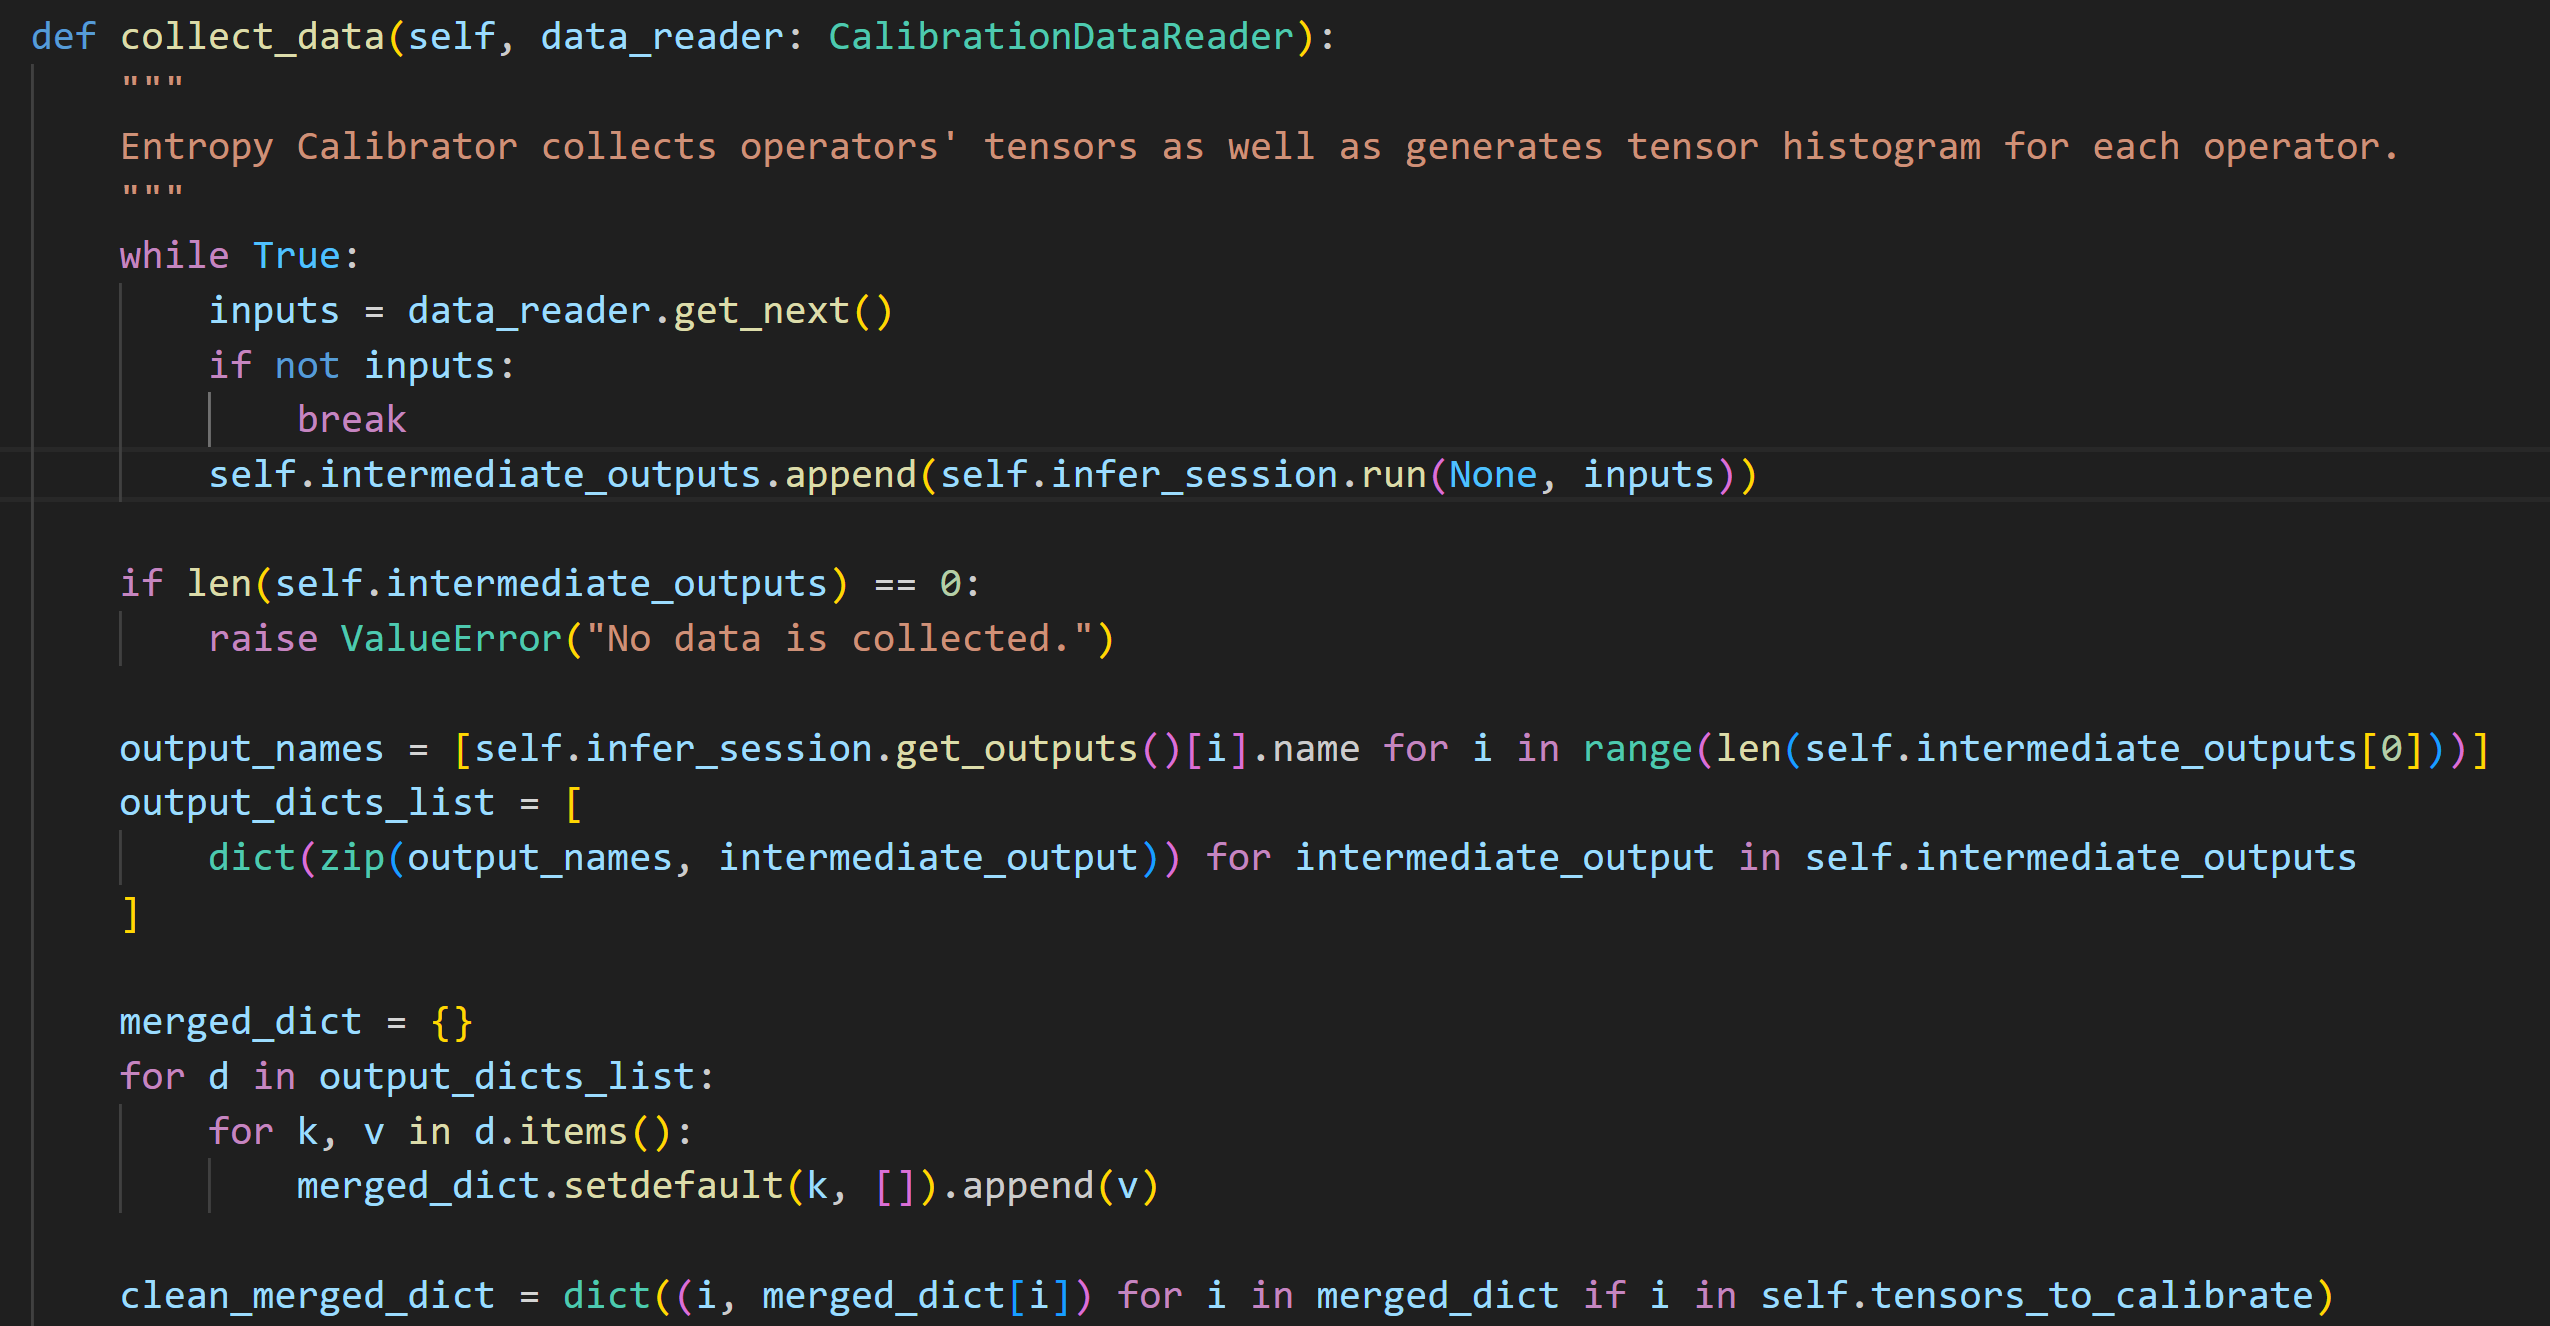 def collect_data(self, data_reader: CalibrationDataReader):
    """
    Entropy Calibrator collects operators' tensors as well as generates tensor histogram for each operator.
    """
    while True:
        inputs = data_reader.get_next()
        if not inputs:
            break
        self.intermediate_outputs.append(self.infer_session.run(None, inputs))

    if len(self.intermediate_outputs) == 0:
        raise ValueError("No data is collected.")

    output_names = [self.infer_session.get_outputs()[i].name for i in range(len(self.intermediate_outputs[0]))]
    output_dicts_list = [
        dict(zip(output_names, intermediate_output)) for intermediate_output in self.intermediate_outputs
    ]

    merged_dict = {}
    for d in output_dicts_list:
        for k, v in d.items():
            merged_dict.setdefault(k, []).append(v)

    clean_merged_dict = dict((i, merged_dict[i]) for i in merged_dict if i in self.tensors_to_calibrate)